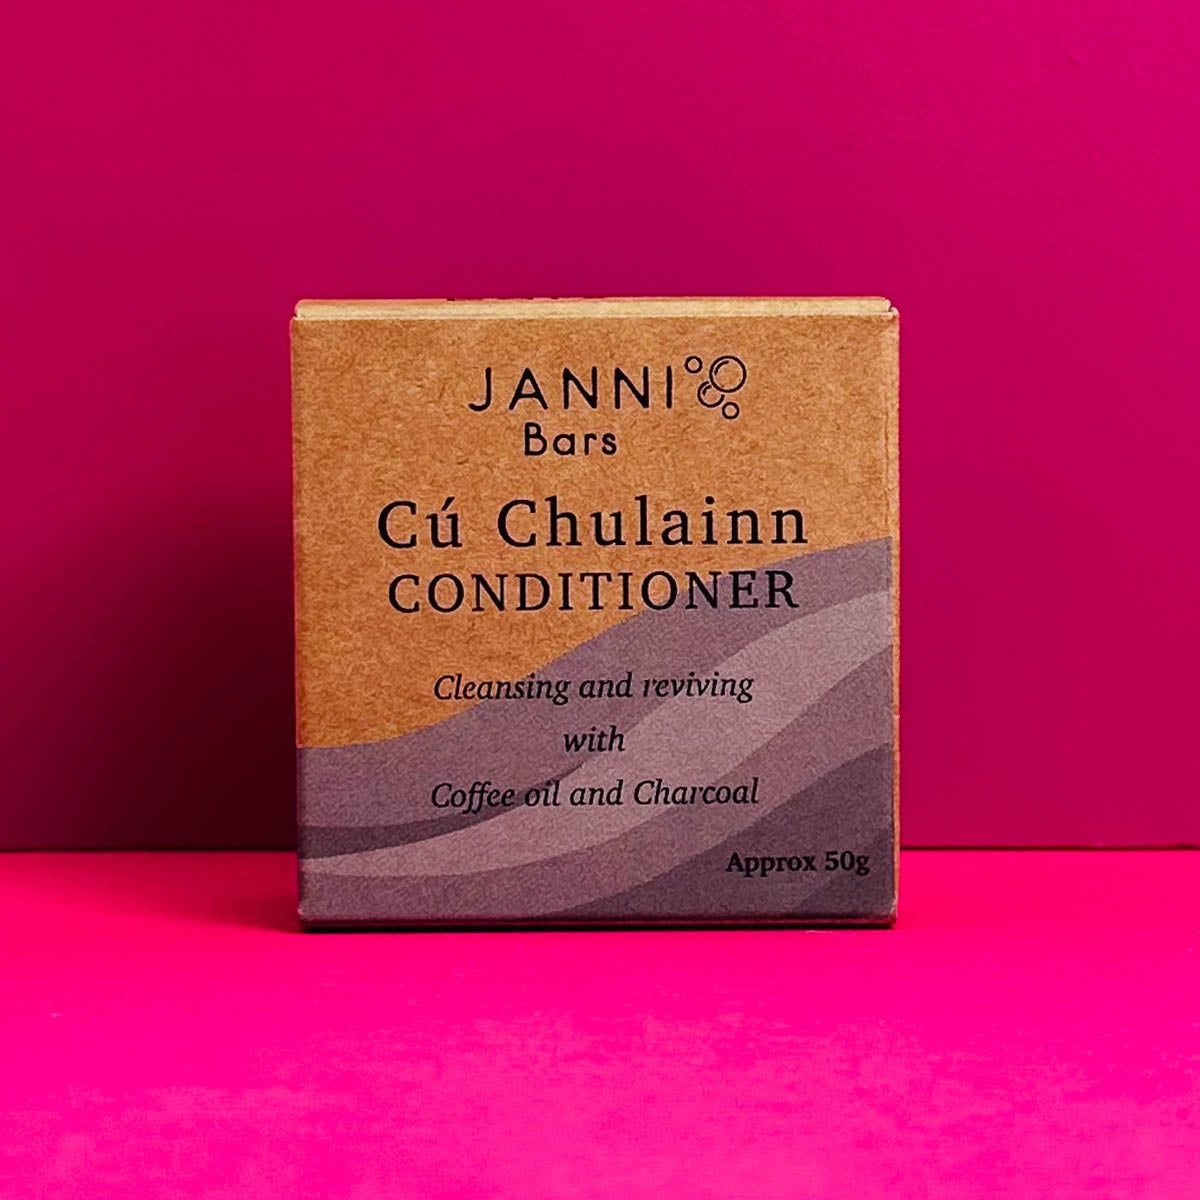 JANNI
Bars
Cú Chulainn
CONDITIONER
Cleansing and reviving
with
Coffee oil and Charcoal
Approx 50g